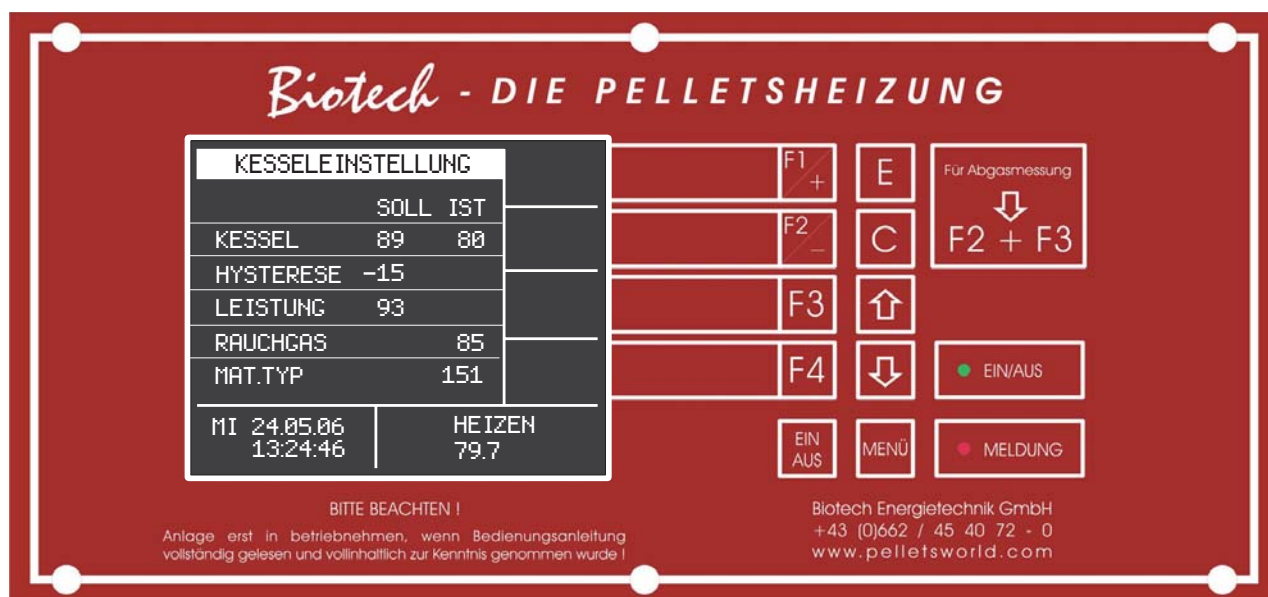 Biotech - DIE PELLETSHEIZUNG
KESSELEINSTELLUNG
SOLL IST
KESSEL 89 80
HYSTERESE -15
LEISTUNG 93
RAUCHGAS 85
MAT.TYP 151
MI 24.05.06
13:24:46
HEIZEN
79.7
F1
+
E
F2
-
C
F3
F4
EIN
AUS
MENÜ
Für Abgasmessung
F2 + F3
EIN/AUS
MELDUNG
BITTE BEACHTEN !
Anlage erst in betriebnehmen, wenn Bedienungsanleitung
vollständig gelesen und vollinhaltlich zur Kenntnis genommen wurde !
Biotech Energietechnik GmbH
+43 (0)662 / 45 40 72 - 0
www.pelletsworld.com